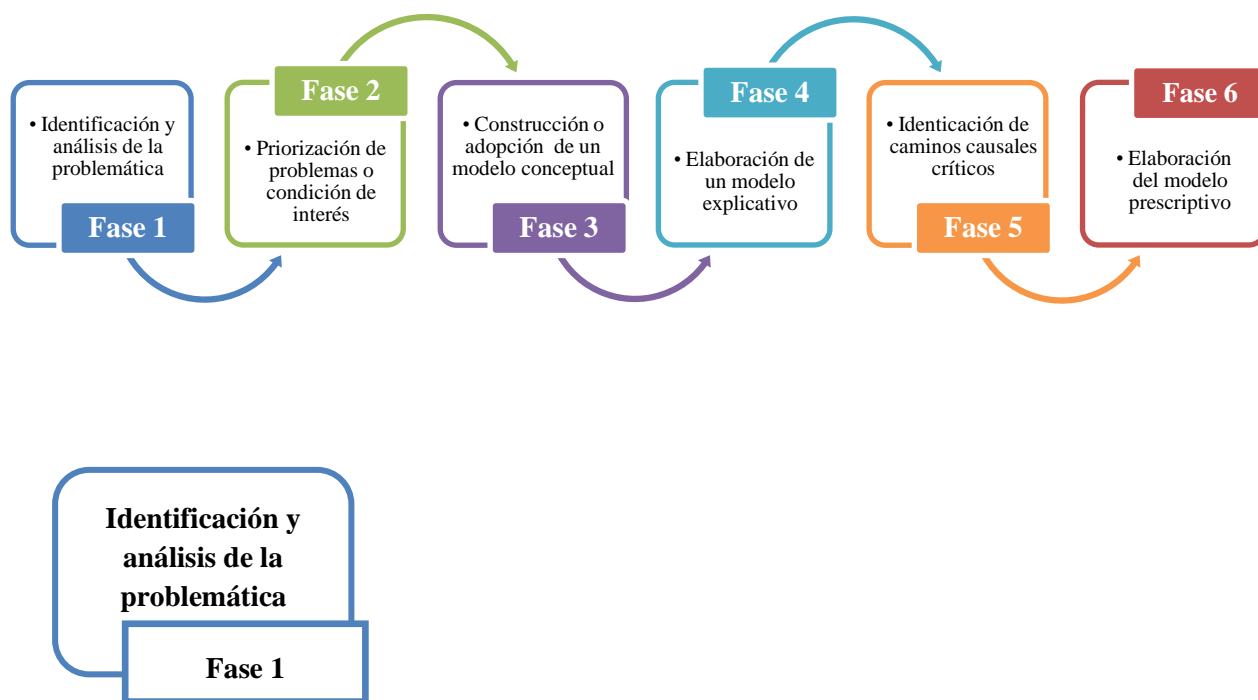 • Identificación y
análisis de la
problemática
Fase 1
Fase 2
• Priorización de
problemas o
condición de
interés
• Construcción o
adopción de un
modelo conceptual
Fase 3
Fase 4
• Elaboración de
un modelo
explicativo
• Identicación de
caminos causales
críticos
Fase 5
Fase 6
• Elaboración
del modelo
prescriptivo
Identificación y
análisis de la
problemática
Fase 1